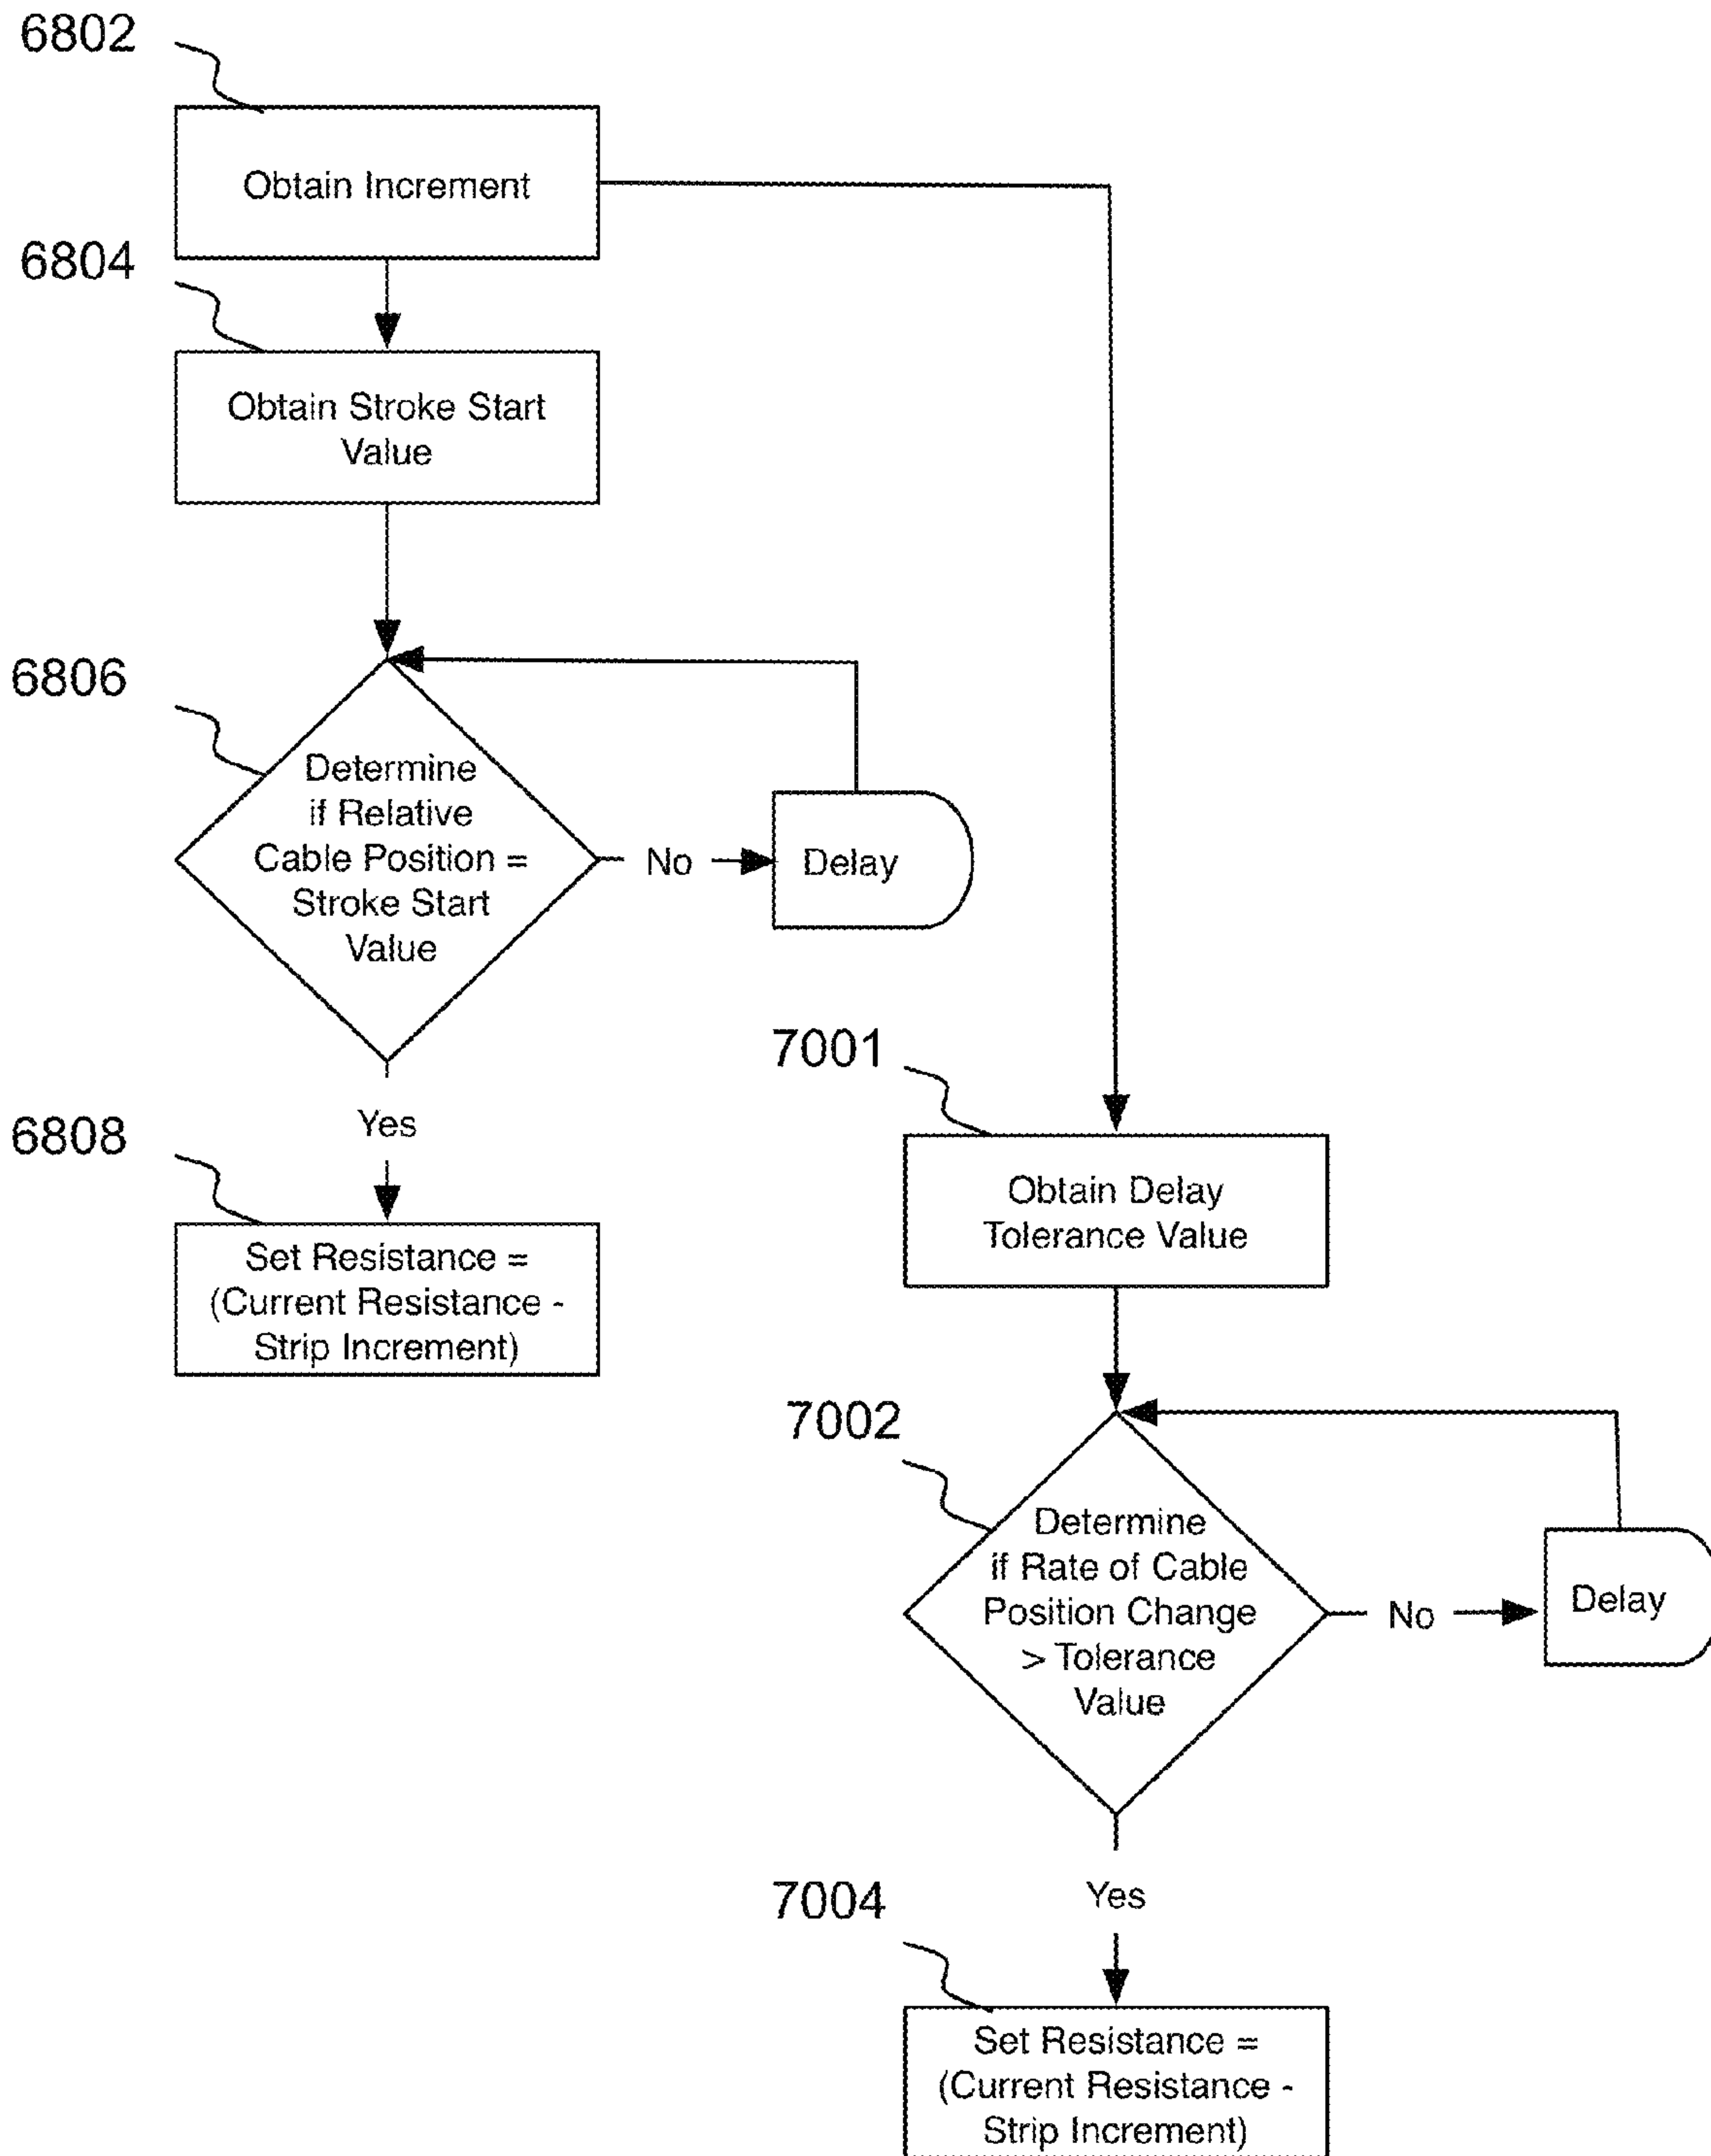 6802
Obtain Increment
6804
Obtain Stroke Start
Value
6806
Determine
if Relative
Cable Position =
Stroke Start
Value
No
Delay
Yes
6808
Set Resistance =
(Current Resistance -
Strip Increment)
7001
Obtain Delay
Tolerance Value
7002
Determine
if Rate of Cable
Position Change
> Tolerance
Value
No
Delay
Yes
7004
Set Resistance =
(Current Resistance -
Strip Increment)